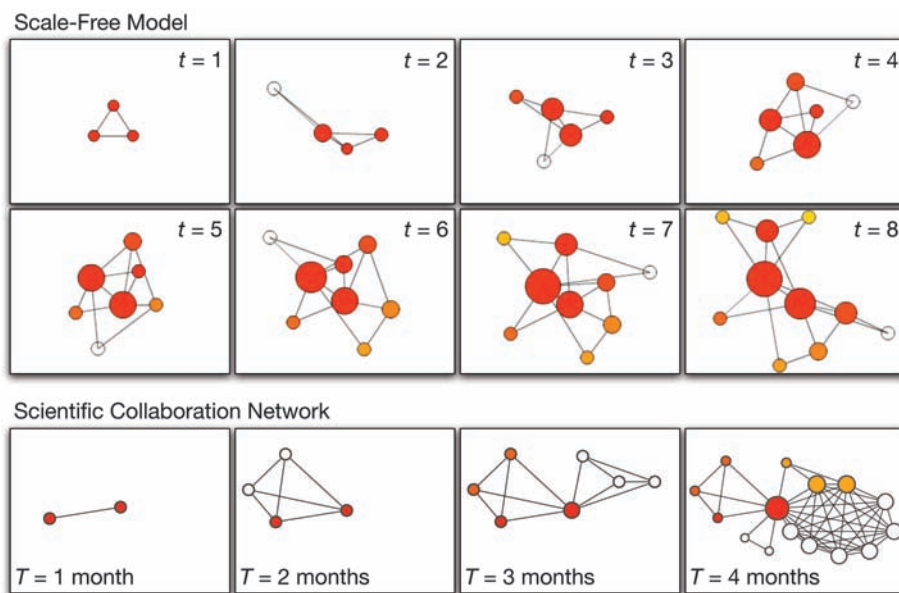 Scale-Free Model
t = 1
t = 2
t = 3
t = 4
t = 5
t = 6
t = 7
t = 8
Scientific Collaboration Network
T = 1 month
T = 2 months
T = 3 months
T = 4 months